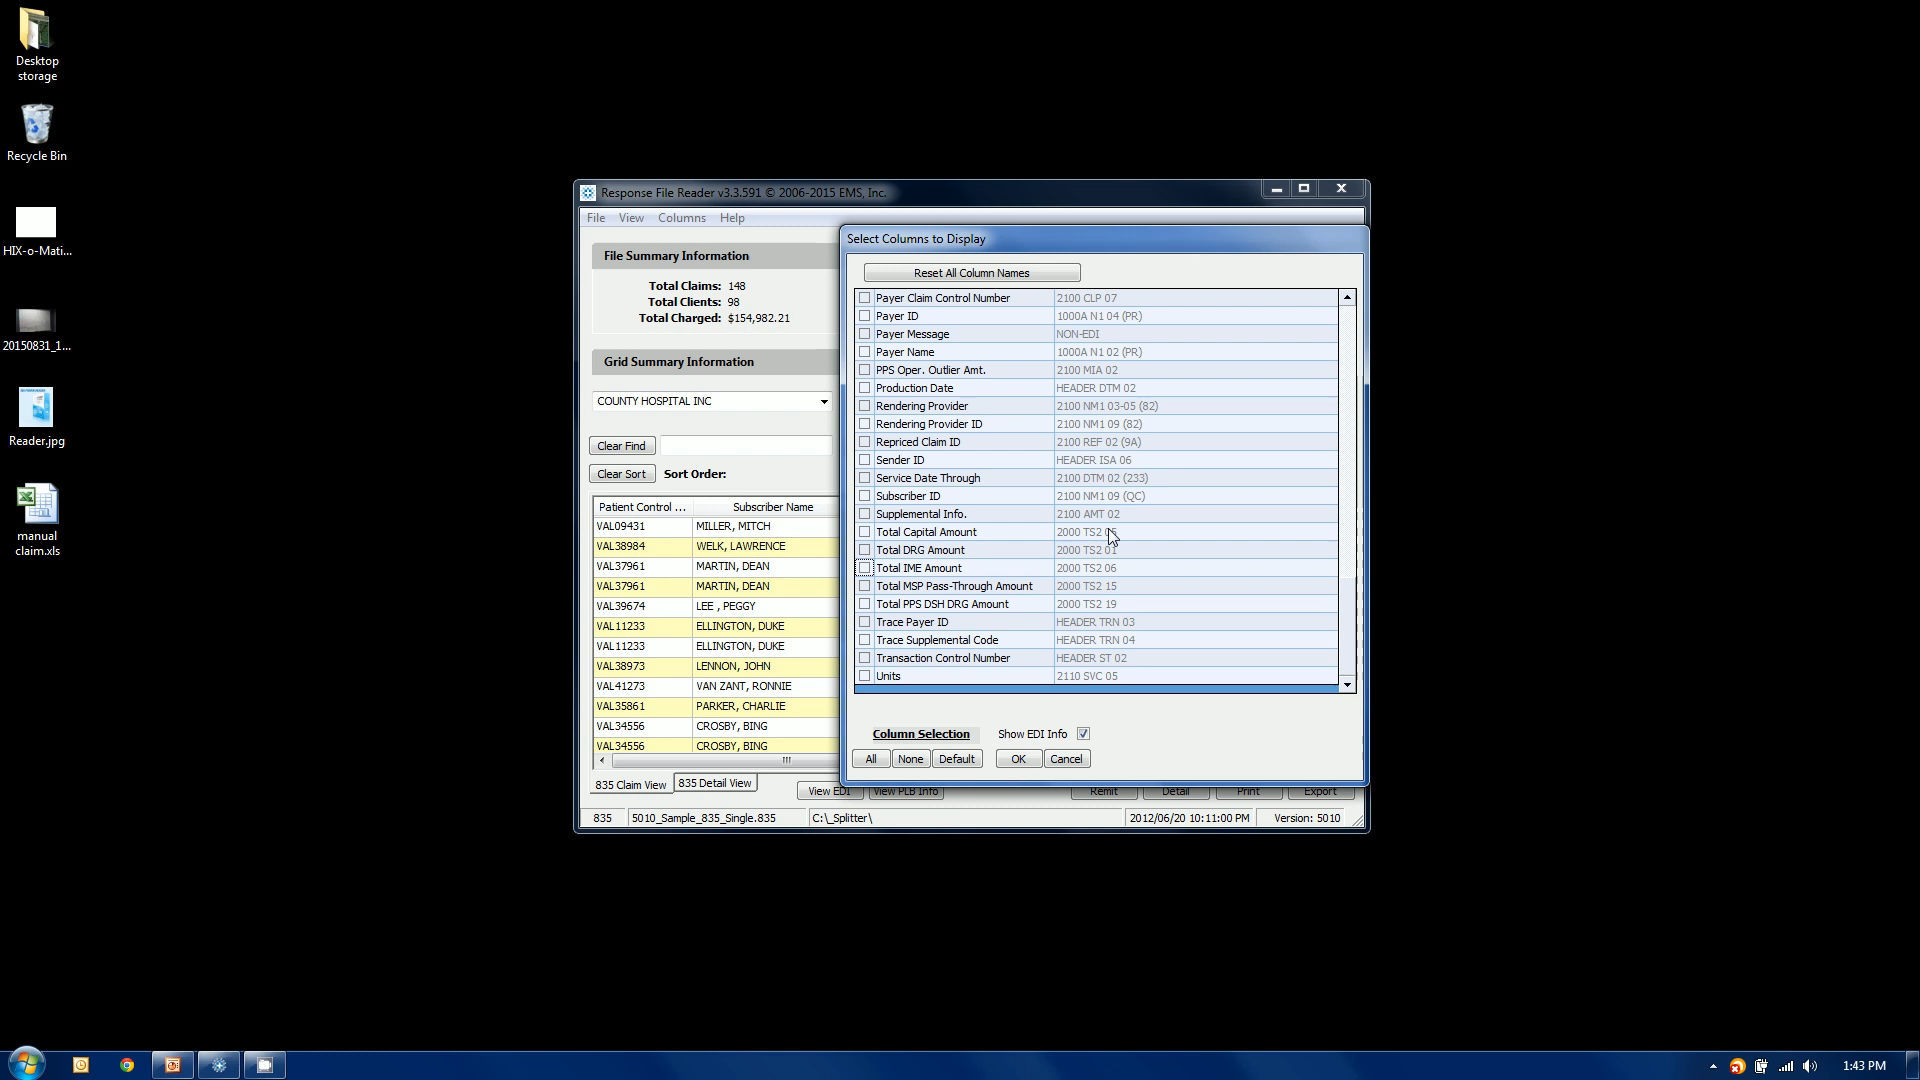 Desktop
storage
Recycle Bin
HIX-o-Mati...
20150831_1...
Reader.jpg
manual
claim.xls
Response File Reader v3.3.591 © 2006-2015 EMS, Inc.
File View Columns Help
File Summary Information
Total Claims: 148
Total Clients: 98
Total Charged: $154,982.21
Grid Summary Information
COUNTY HOSPITAL INC
Clear Find
Clear Sort Sort Order:
Patient Control ... Subscriber Name
VAL09431 MILLER, MITCH
VAL38984 WELK, LAWRENCE
VAL37961 MARTIN, DEAN
VAL37961 MARTIN, DEAN
VAL39674 LEE , PEGGY
VAL11233 ELLINGTON, DUKE
VAL11233 ELLINGTON, DUKE
VAL38973 LENNON, JOHN
VAL41273 VAN ZANT, RONNIE
VAL35861 PARKER, CHARLIE
VAL34556 CROSBY, BING
VAL34556 CROSBY, BING
835 Claim View 835 Detail View
View EDI View PLB Info Remit Detail Print Export
835 5010_Sample_835_Single.835 C:\_Splitter\ 2012/06/20 10:11:00 PM Version: 5010
Select Columns to Display
Reset All Column Names
Payer Claim Control Number 2100 CLP 07
Payer ID 1000A N1 04 (PR)
Payer Message NON-EDI
Payer Name 1000A N1 02 (PR)
PPS Oper. Outlier Amt. 2100 MIA 02
Production Date HEADER DTM 02
Rendering Provider 2100 NM1 03-05 (82)
Rendering Provider ID 2100 NM1 09 (82)
Repriced Claim ID 2100 REF 02 (9A)
Sender ID HEADER ISA 06
Service Date Through 2100 DTM 02 (233)
Subscriber ID 2100 NM1 09 (QC)
Supplemental Info. 2100 AMT 02
Total Capital Amount 2000 TS2
Total DRG Amount 2000 TS2 01
Total IME Amount 2000 TS2 06
Total MSP Pass-Through Amount 2000 TS2 15
Total PPS DSH DRG Amount 2000 TS2 19
Trace Payer ID HEADER TRN 03
Trace Supplemental Code HEADER TRN 04
Transaction Control Number HEADER ST 02
Units 2110 SVC 05
Column Selection Show EDI Info
All None Default OK Cancel
1:43 PM